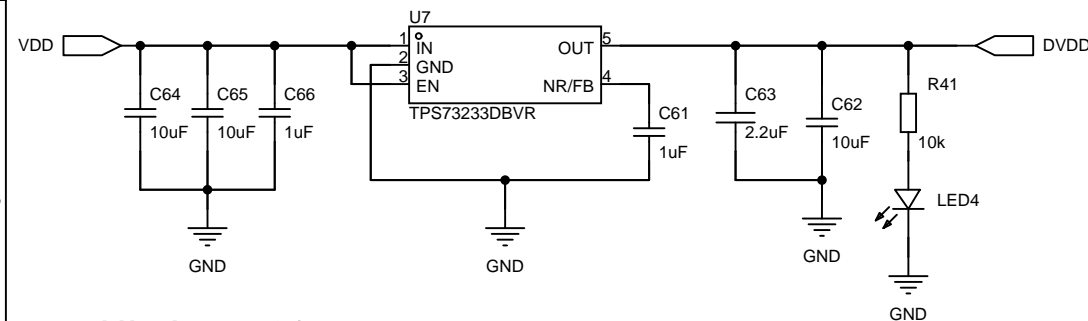 U7
VDD
1
IN
OUT
5
DVDD
2
GND
3
EN
NR/FB
4
TPS73233DBVR
C64
10uF
C65
10uF
C66
1uF
C61
1uF
C63
2.2uF
C62
10uF
R41
10k
LED4
GND
GND
GND
GND